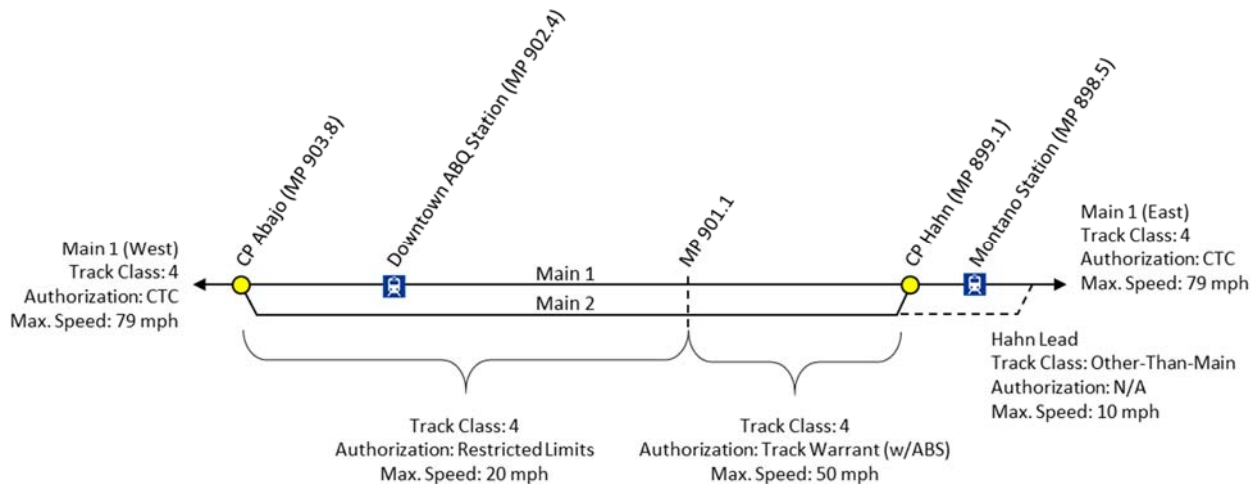 CP Abajo (MP 903.8)
Downtown ABQ Station (MP 902.4)
MP 901.1
CP Hahn (MP 899.1)
Montano Station (MP 898.5)
Main 1 (West)
Track Class: 4
Authorization: CTC
Max. Speed: 79 mph
Main 1
Main 2
Main 1 (East)
Track Class: 4
Authorization: CTC
Max. Speed: 79 mph
Hahn Lead
Track Class: Other-Than-Main
Authorization: N/A
Max. Speed: 10 mph
Track Class: 4
Authorization: Restricted Limits
Max. Speed: 20 mph
Track Class: 4
Authorization: Track Warrant (w/ABS)
Max. Speed: 50 mph